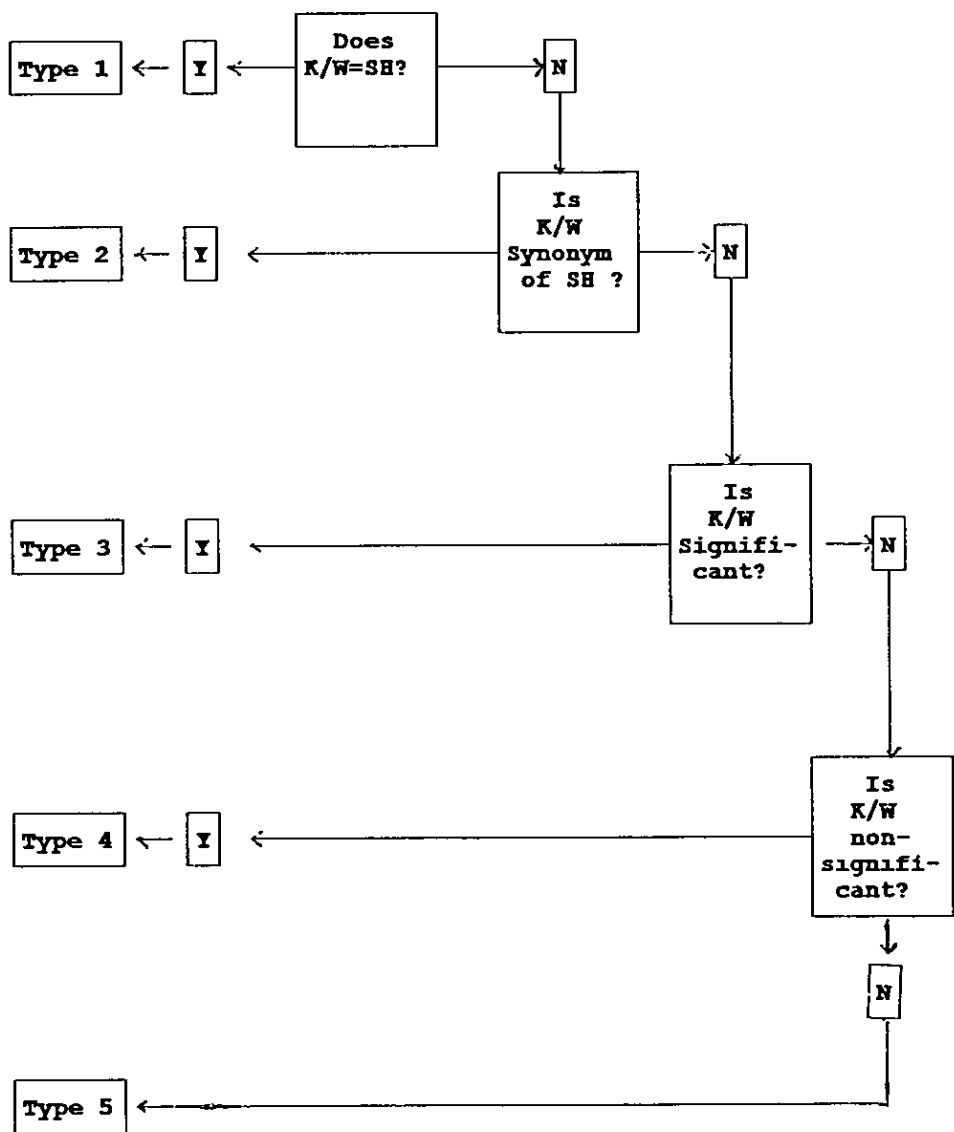 Does
K/W=SH?
Type 1
Y
N
Is
K/W
Synonym
of SH ?
Type 2
Y
N
Is
K/W
Signifi-
cant?
Type 3
Y
N
Is
K/W
non-
signifi-
cant?
Type 4
Y
N
Type 5